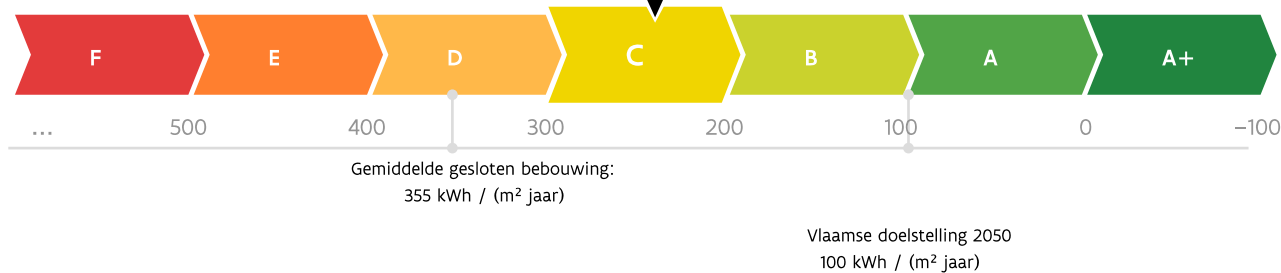 F E D C B A A+
... 500 400 300 200 100 0 –100
Gemiddelde gesloten bebouwing:
355 kWh / (m² jaar)
Vlaamse doelstelling 2050
100 kWh / (m² jaar)